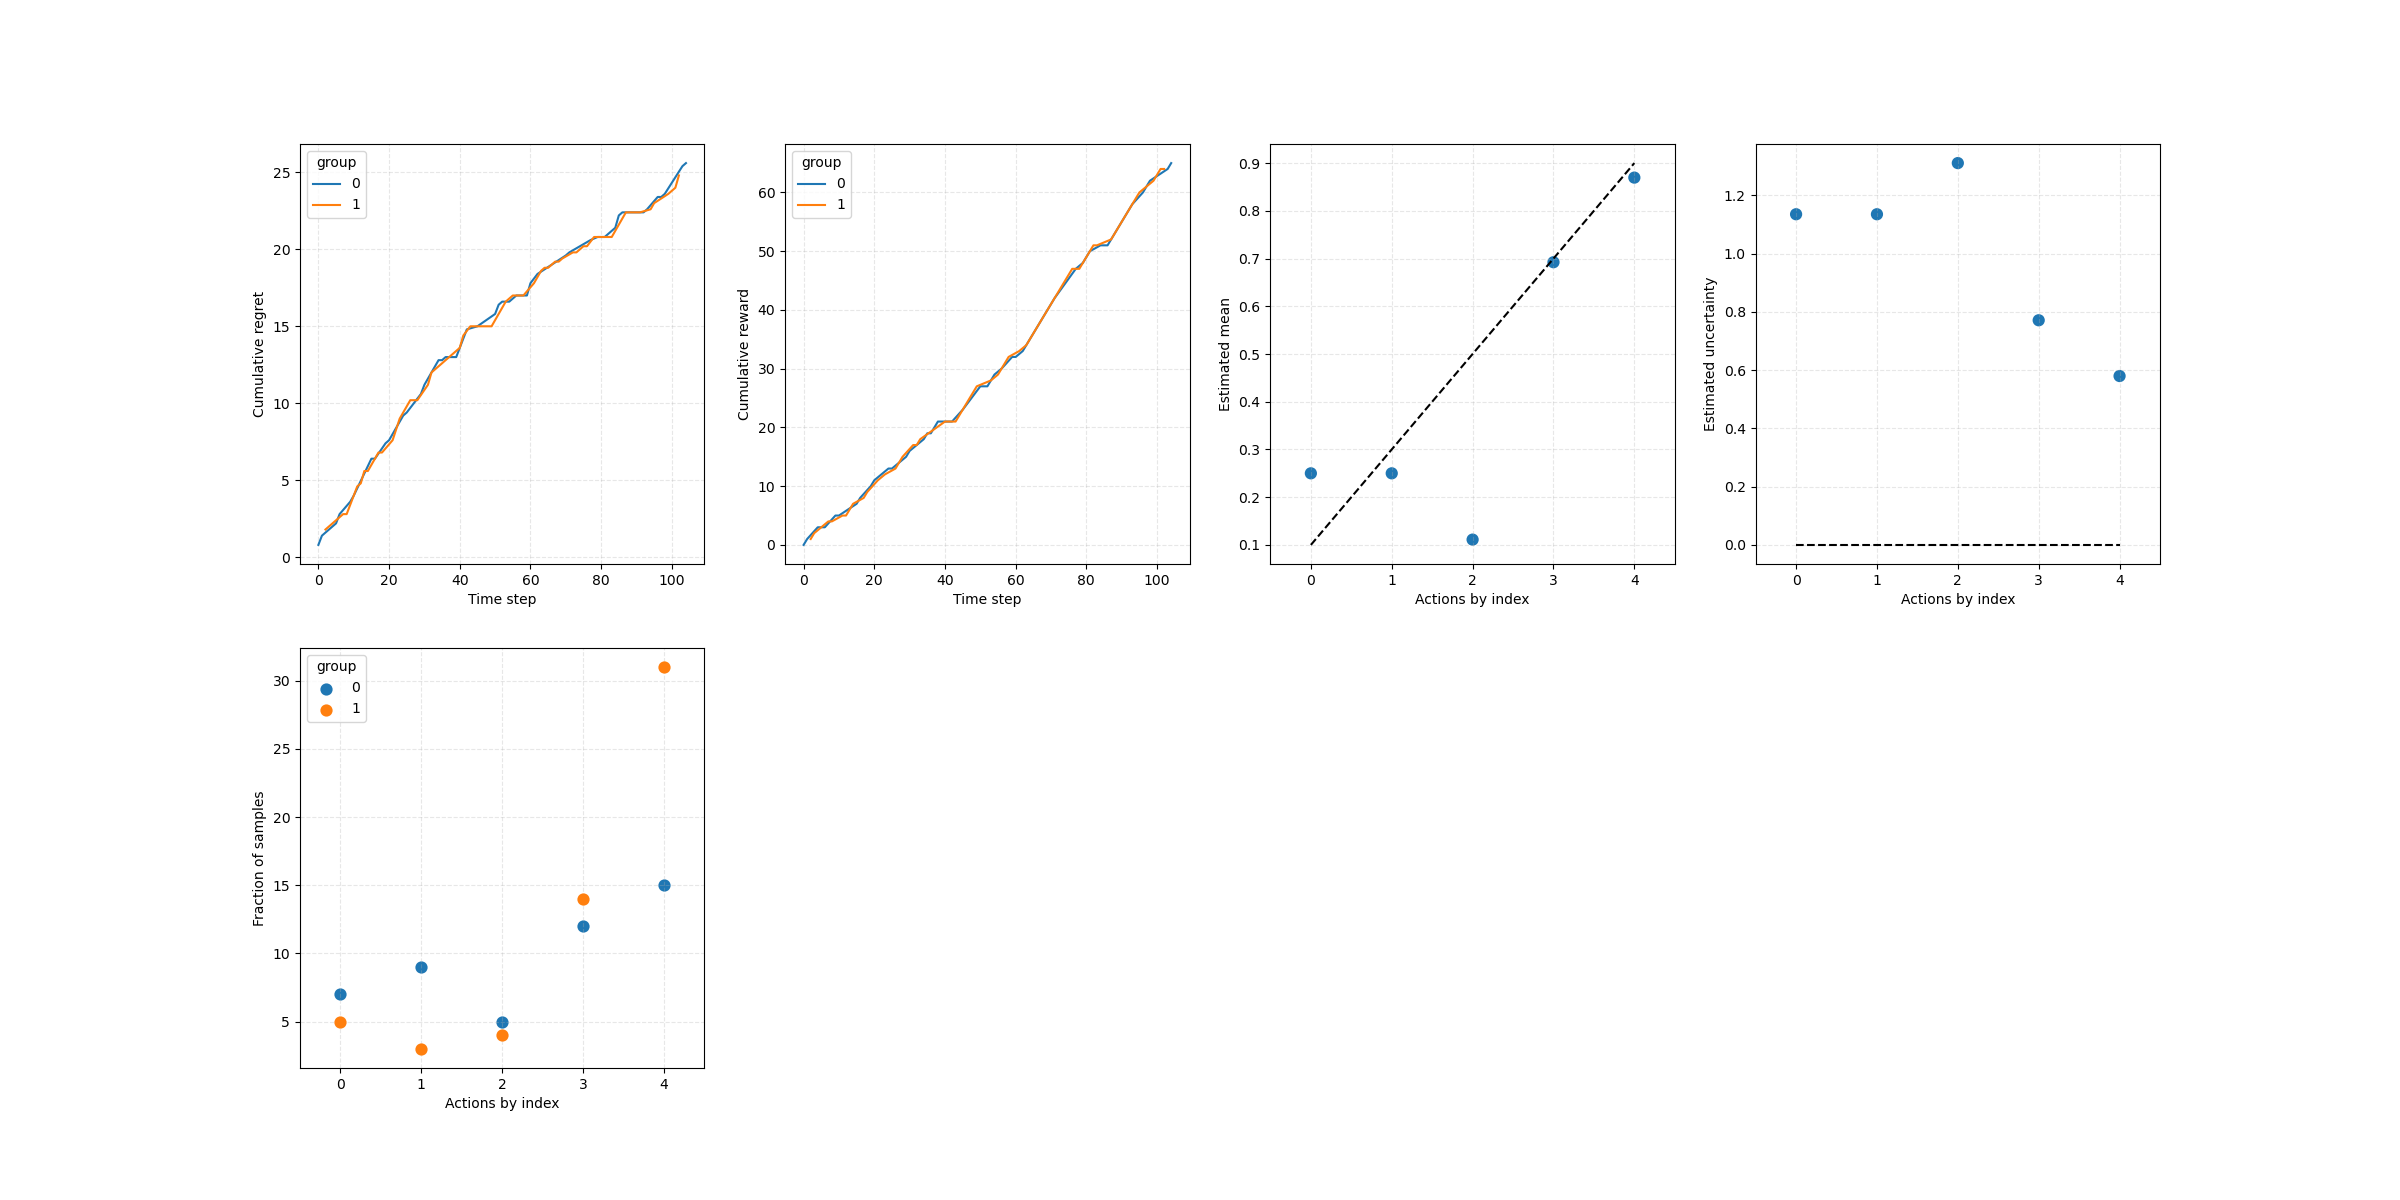 group
0
1
25
20
15
10
5
0
Cumulative regret
0 20 40 60 80 100
Time step
group
0
1
60
50
40
30
20
10
0
Cumulative reward
0 20 40 60 80 100
Time step
0.9
0.8
0.7
0.6
0.5
0.4
0.3
0.2
0.1
Estimated mean
0 1 2 3 4
Actions by index
1.2
1.0
0.8
0.6
0.4
0.2
0.0
Estimated uncertainty
0 1 2 3 4
Actions by index
group
0
1
30
25
20
15
10
5
Fraction of samples
0 1 2 3 4
Actions by index